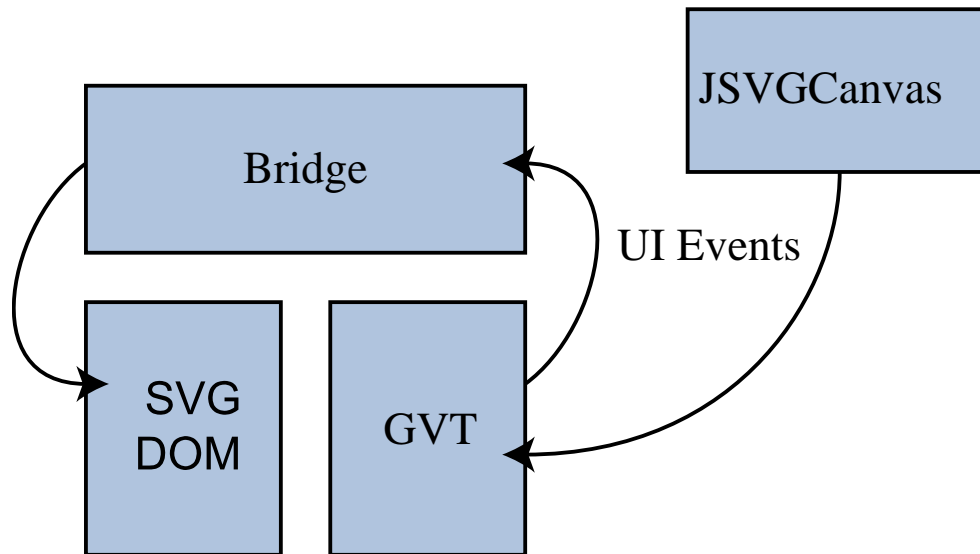 JSVGCanvas
Bridge
UI Events
SVG
DOM
GVT